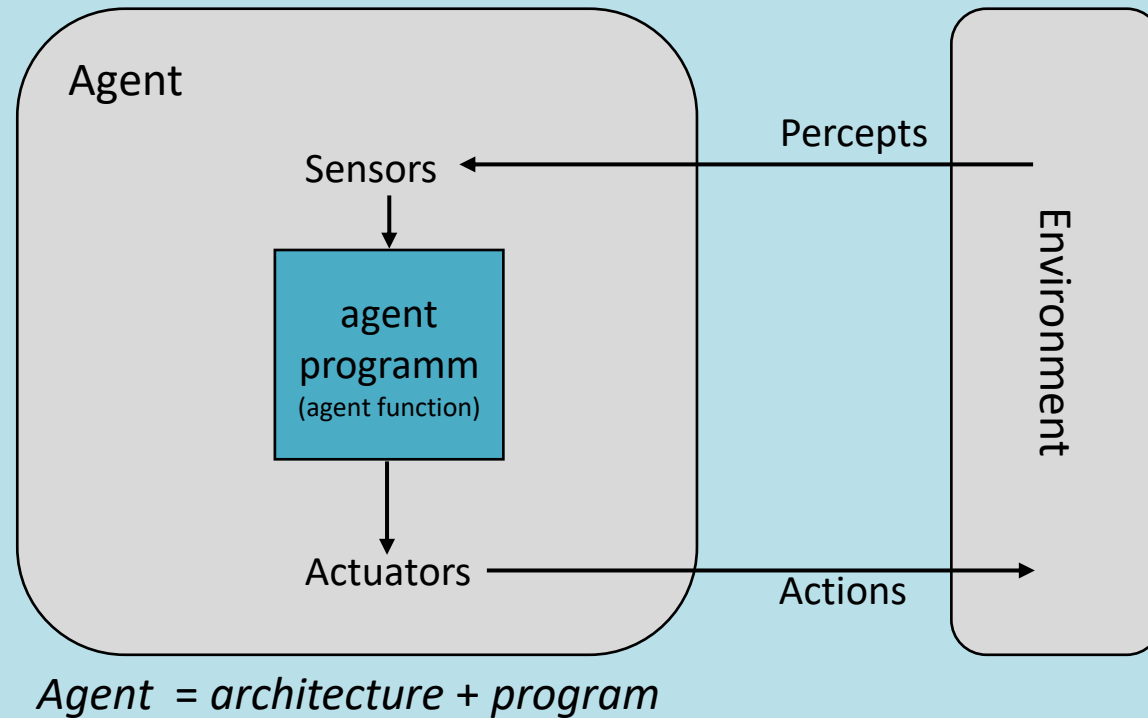 Agent
Percepts
Sensors
Environment
agent
programm
(agent function)
Actuators
Actions
Agent = architecture + program